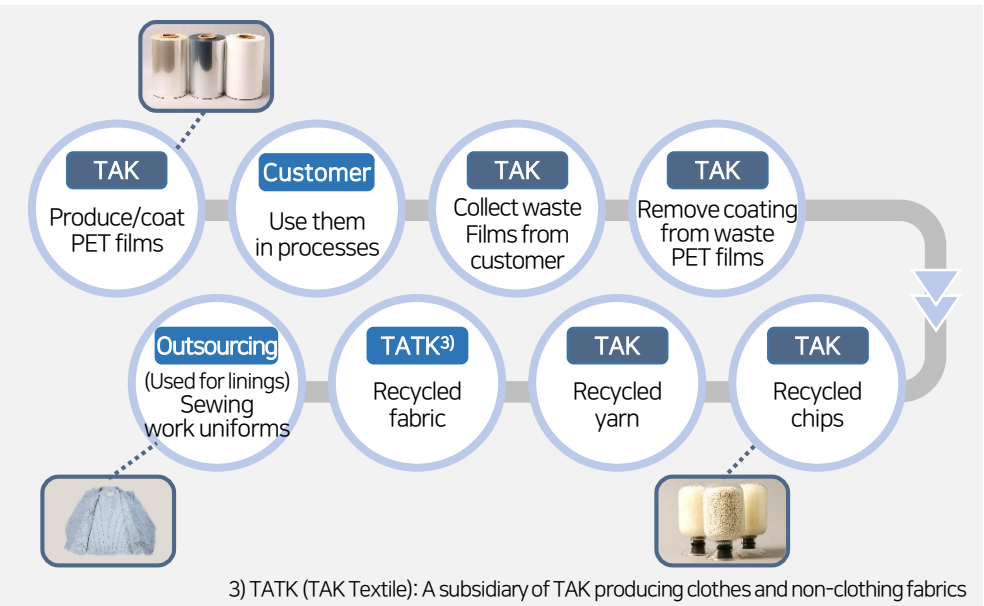 TAK
Produce/coat
PET films
Customer
Use them
in processes
TAK
Collect waste
Films from
customer
TAK
Remove coating
from waste
PET films
Outsourcing
(Used for linings)
Sewing
work uniforms
TATK3)
Recycled
fabric
TAK
Recycled
yarn
TAK
Recycled
chips
3) TATK (TAK Textile): A subsidiary of TAK producing clothes and non-clothing fabrics